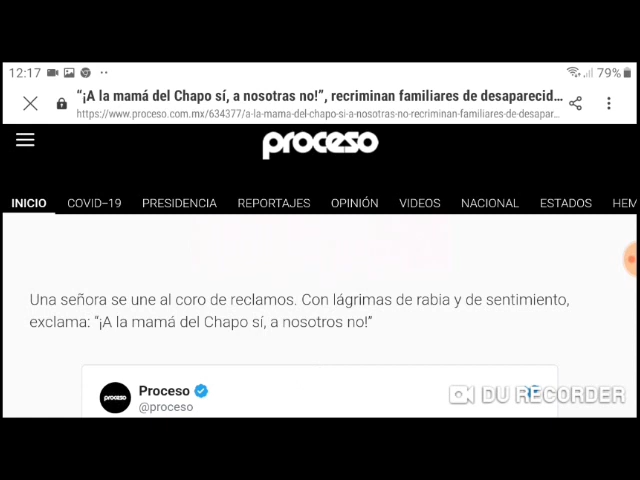 12:17
79%
“¡A la mamá del Chapo sí, a nosotras no!”, recriminan familiares de desaparecid...
https://www.proceso.com.mx/634377/a-la-mama-del-chapo-si-a-nosotras-no-recriminan-familiares-de-desapar...
proceso
INICIO COVID-19 PRESIDENCIA REPORTAJES OPINIÓN VIDEOS NACIONAL ESTADOS HEM
Una señora se une al coro de reclamos. Con lágrimas de rabia y de sentimiento,
exclama: “¡A la mamá del Chapo sí, a nosotros no!”
proceso
Proceso
@proceso
DU RECORDER